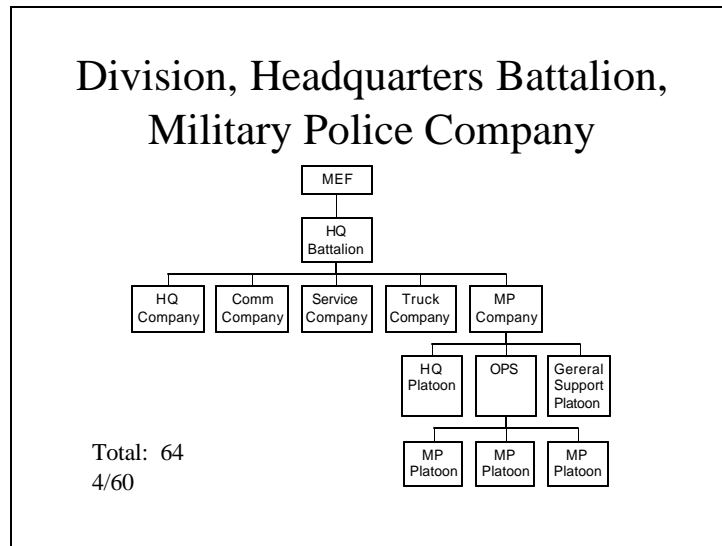 Division, Headquarters Battalion,
Military Police Company
MEF
HQ
Battalion
HQ
Company
Comm
Company
Service
Company
Truck
Company
MP
Company
HQ
Platoon
OPS
Gereral
Support
Platoon
MP
Platoon
MP
Platoon
MP
Platoon
Total: 64
4/60